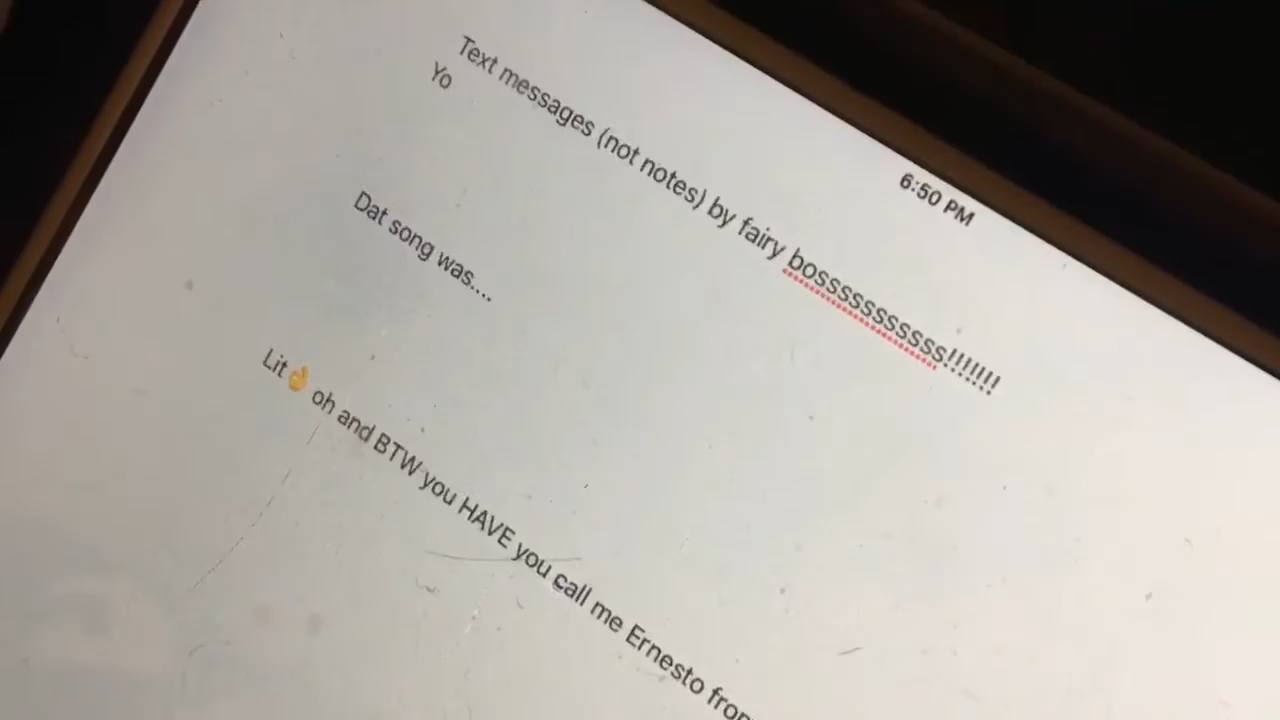 6:50 PM
Text messages (not notes) by fairy bossssssssssss!!!!!!!
Yo
Dat song was....
Lit👌 oh and BTW you HAVE you call me Ernesto